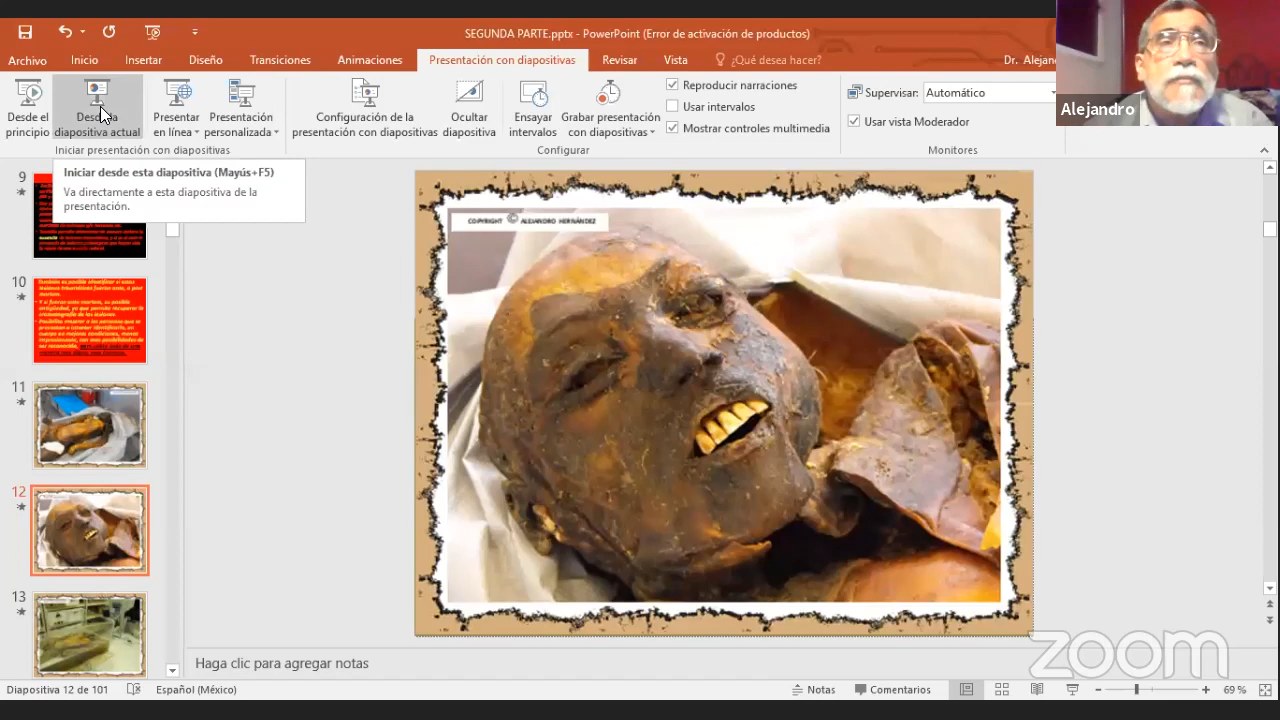 SEGUNDA PARTE.pptx - PowerPoint (Error de activación de productos)
Archivo Inicio Insertar Diseño Transiciones Animaciones Presentación con diapositivas Revisar Vista ¿Qué desea hacer? Dr. Alejan
Desde el
principio
Desde la
diapositiva actual
Presentar
en línea
Presentación
personalizada
Iniciar presentación con diapositivas
Configuración de la
presentación con diapositivas
Ocultar
diapositiva
Ensayar
intervalos
Grabar presentación
con diapositivas
Reproducir narraciones
Usar intervalos
Mostrar controles multimedia
Configurar
Supervisar: Automático
Usar vista Moderador
Monitores
Alejandro
Iniciar desde esta diapositiva (Mayús+F5)
Va directamente a esta diapositiva de la
presentación.
9
10
11
12
13
COPYRIGHT © ALEJANDRO HERNÁNDEZ
Haga clic para agregar notas
zoom
Diapositiva 12 de 101 Español (México) Notas Comentarios 69 %